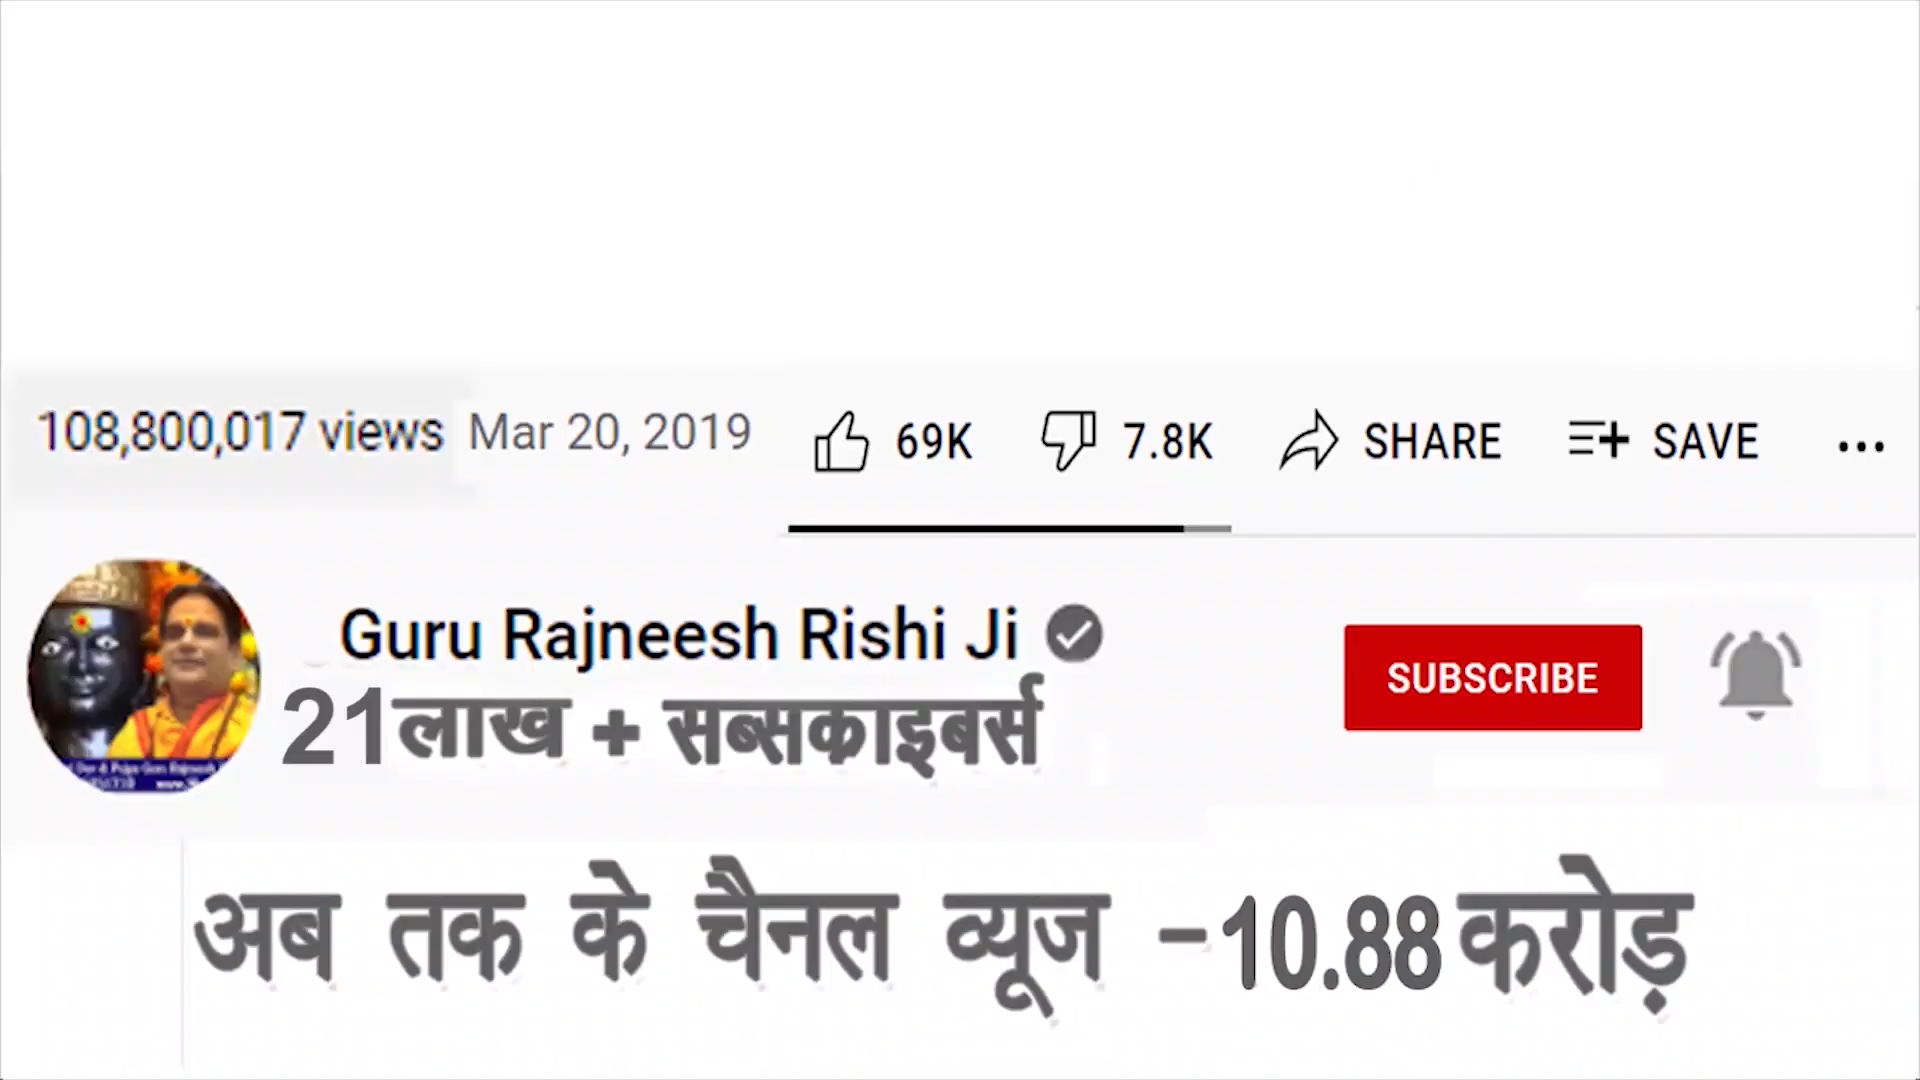 108,800,017 views Mar 20, 2019 69K 7.8K SHARE SAVE
Guru Rajneesh Rishi Ji
21लाख + सब्सकाइबर्स
SUBSCRIBE
अब तक के चैनल व्यूज -10.88 करोड़